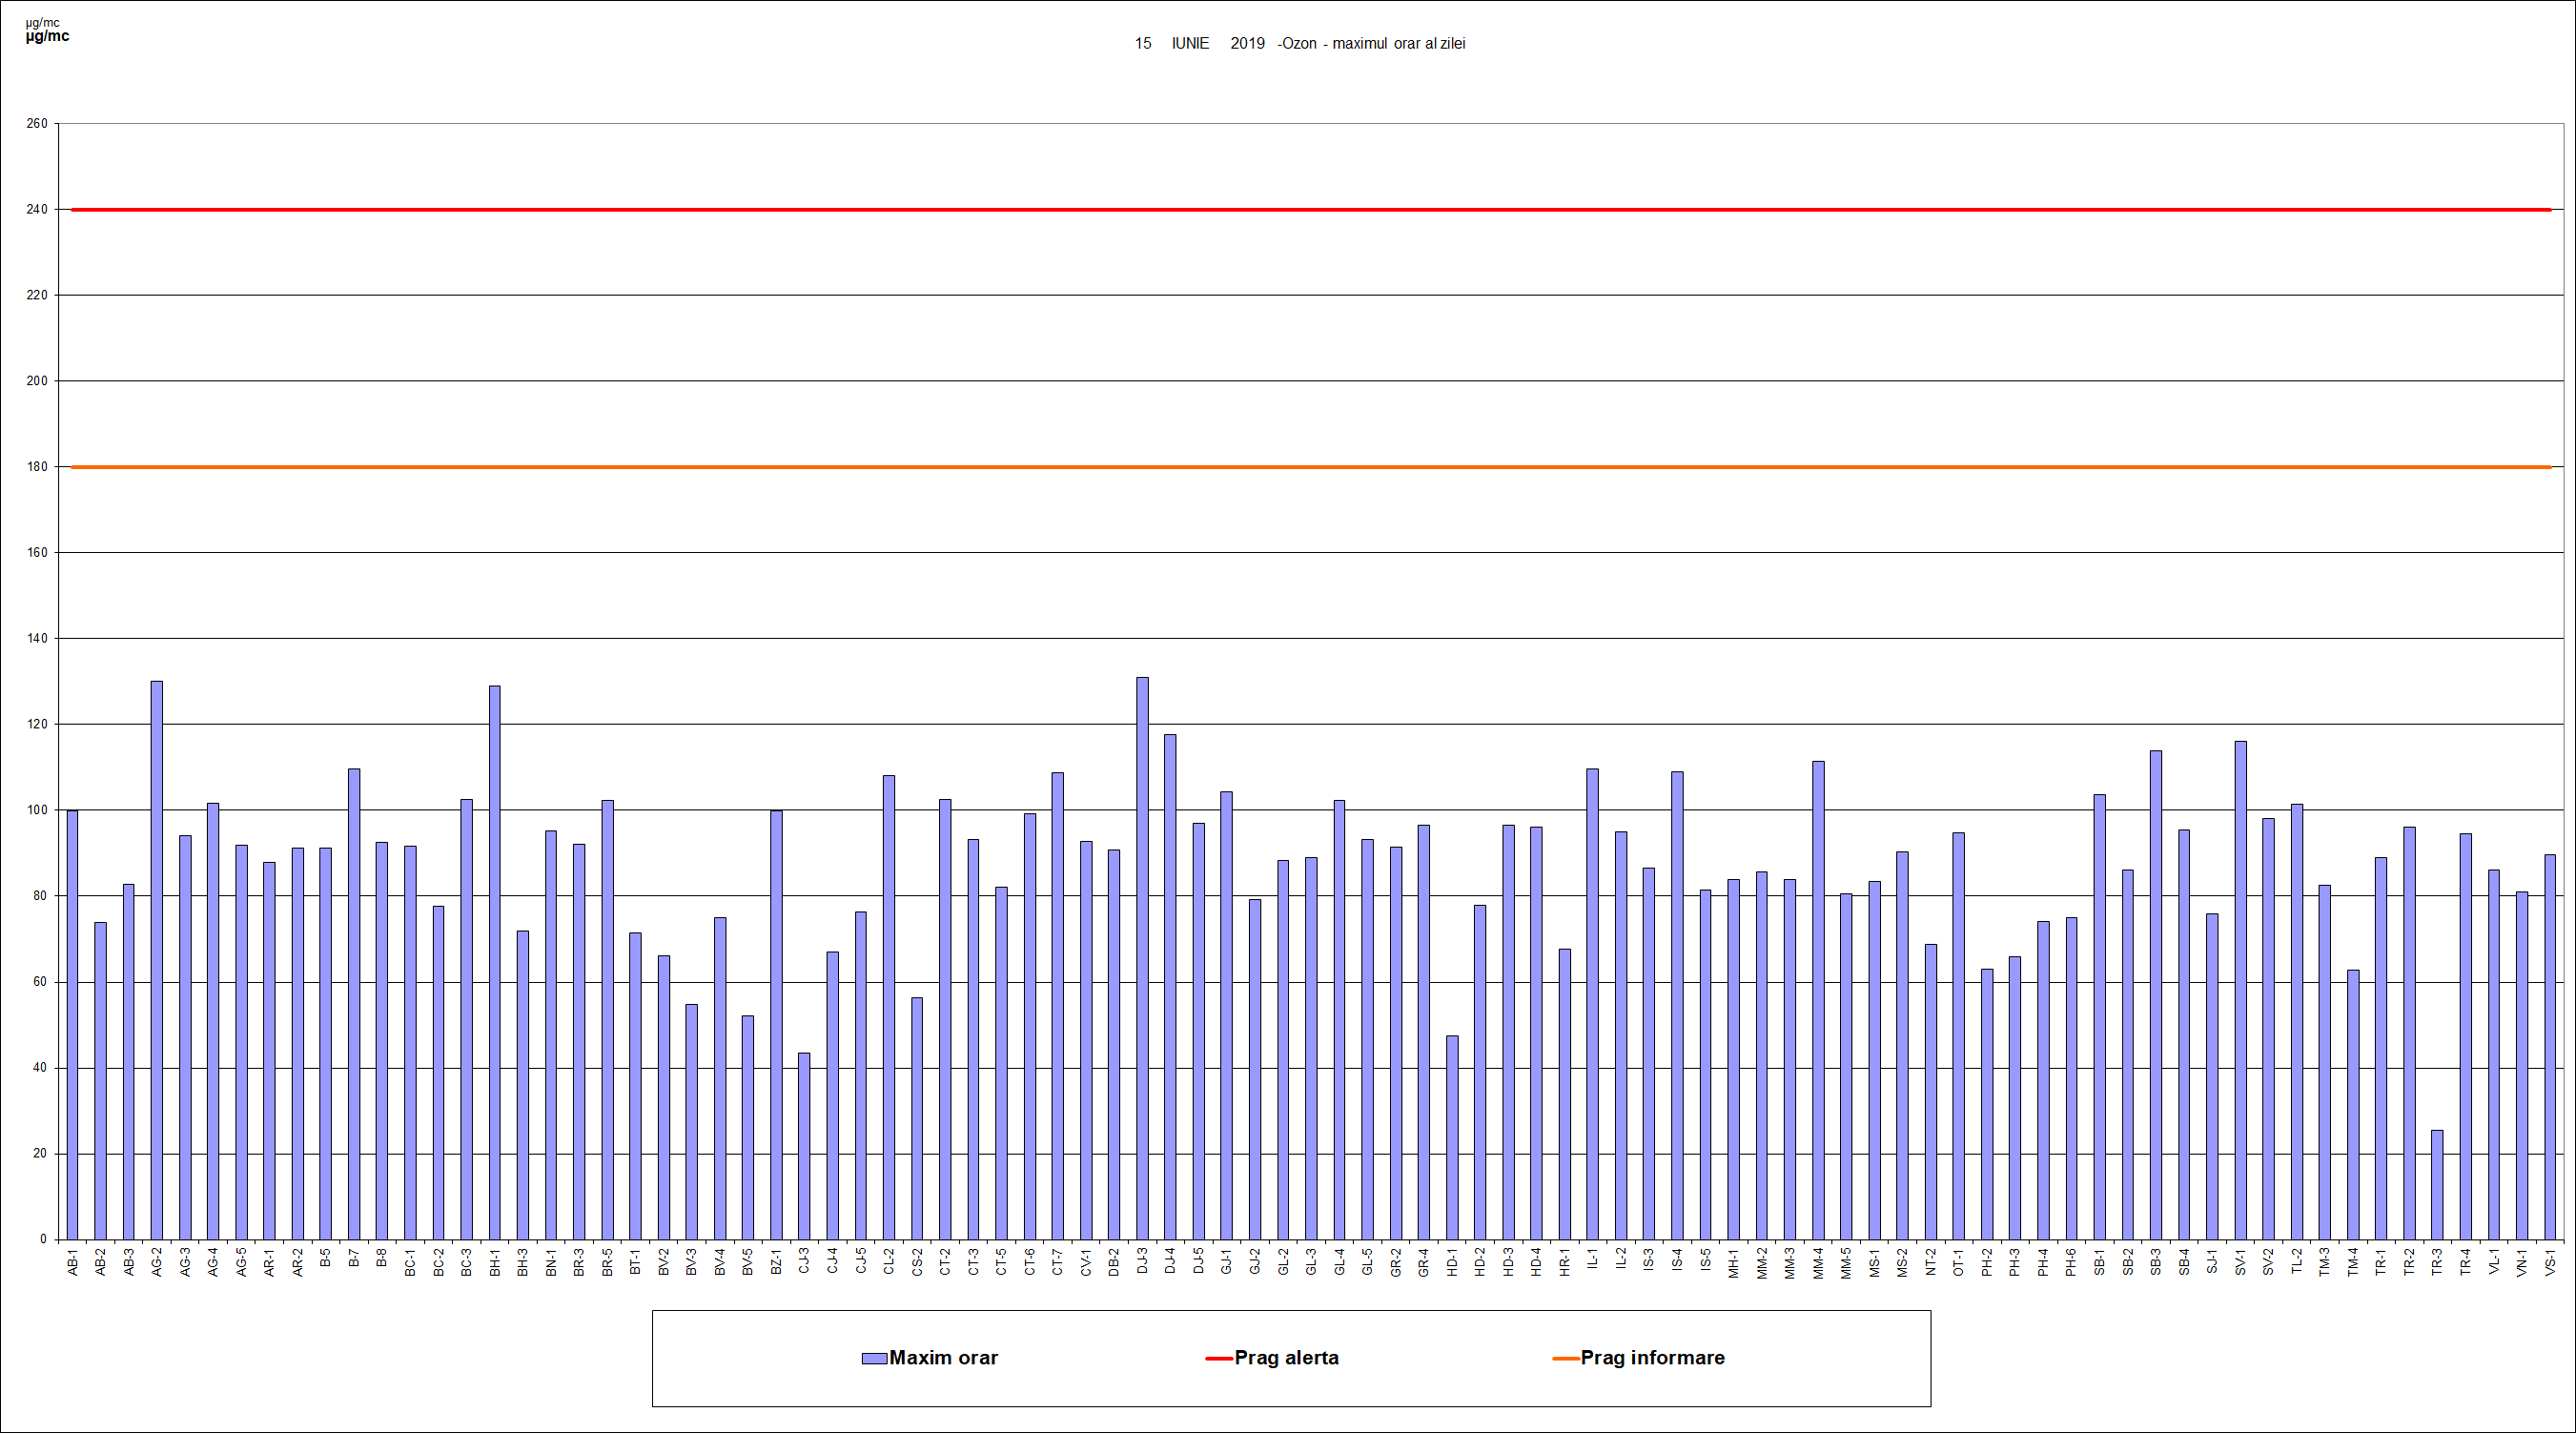 µg/mc
µg/mc
15 IUNIE 2019 -Ozon - maximul orar al zilei
260
240
220
200
180
160
140
120
100
80
60
40
20
0
AB-1 AB-2 AB-3 AG-2 AG-3 AG-4 AG-5 AR-1 AR-2 B-5 B-7 B-8 BC-1 BC-2 BC-3 BH-1 BH-3 BN-1 BR-3 BR-5 BT-1 BV-2 BV-3 BV-4 BV-5 BZ-1 CJ-3 CJ-4 CJ-5 CL-2 CS-2 CT-2 CT-3 CT-5 CT-6 CT-7 CV-1 DB-2 DJ-3 DJ-4 DJ-5 GJ-1 GJ-2 GL-2 GL-3 GL-4 GL-5 GR-2 GR-4 HD-1 HD-2 HD-3 HD-4 HR-1 IL-1 IL-2 IS-3 IS-4 IS-5 MH-1 MM-2 MM-3 MM-4 MM-5 MS-1 MS-2 NT-2 OT-1 PH-2 PH-3 PH-4 PH-6 SB-1 SB-2 SB-3 SB-4 SJ-1 SV-1 SV-2 TL-2 TM-3 TM-4 TR-1 TR-2 TR-3 TR-4 VL-1 VN-1 VS-1
Maxim orar Prag alerta Prag informare